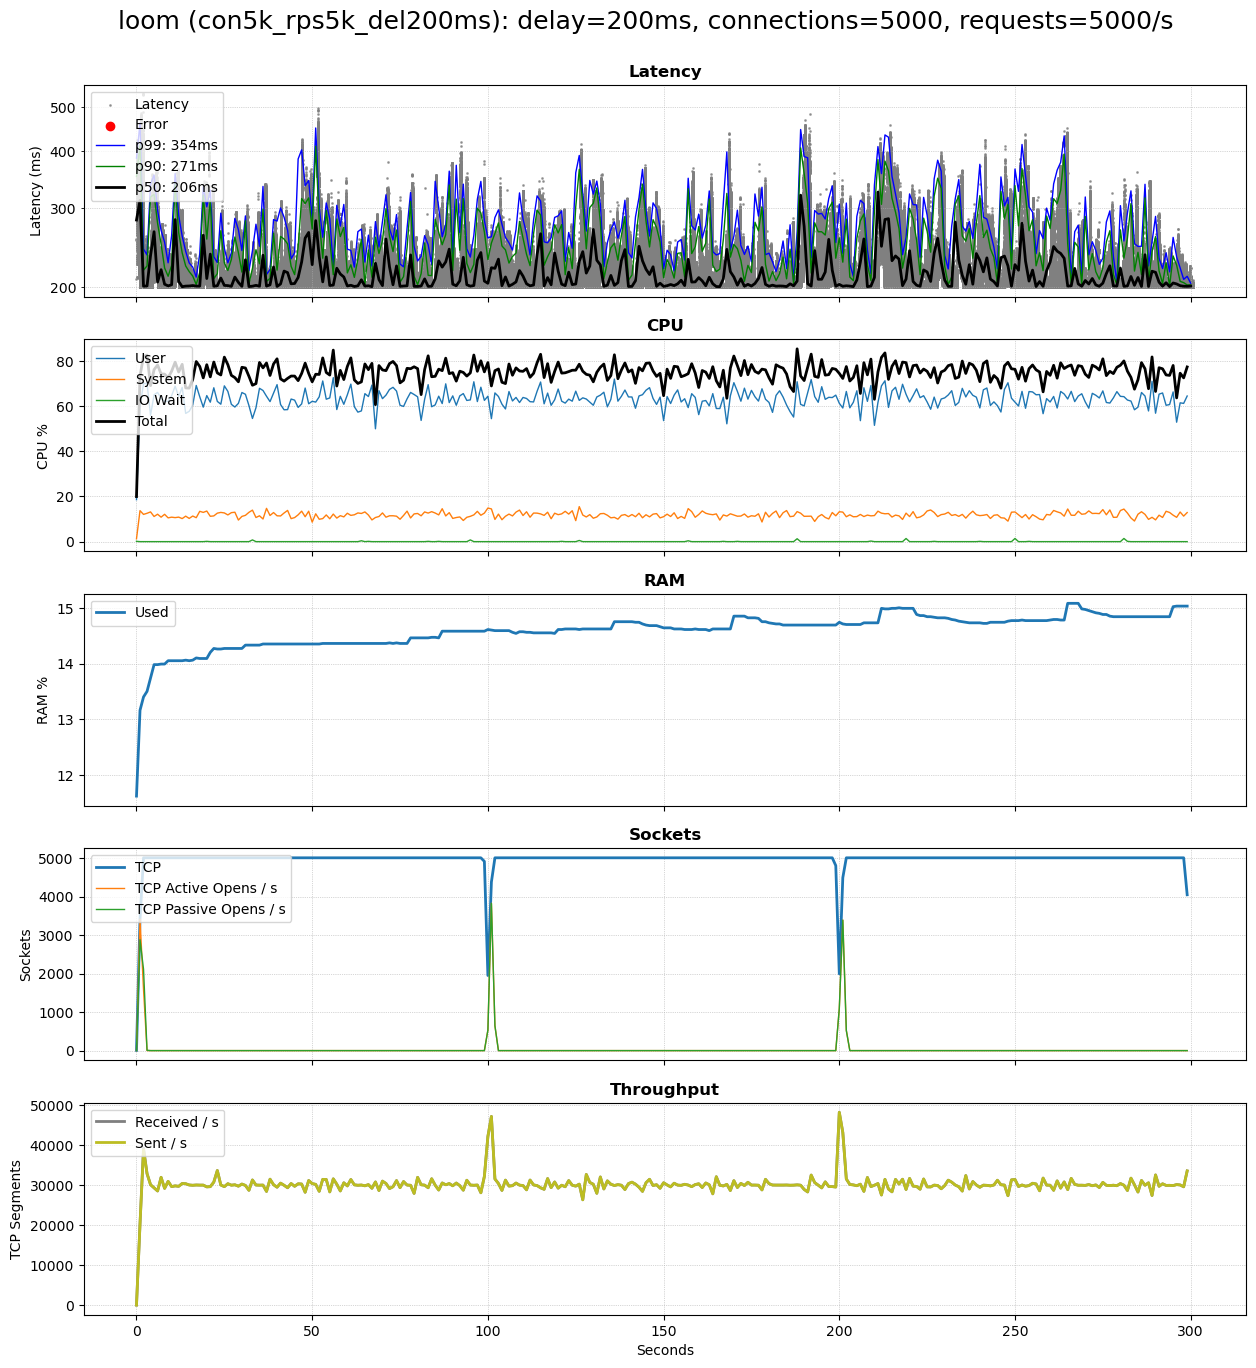 loom (con5k_rps5k_del200ms): delay=200ms, connections=5000, requests=5000/s
Latency
Latency (ms)
500
400
300
200
Latency
Error
p99: 354ms
p90: 271ms
p50: 206ms
CPU
CPU %
80
60
40
20
0
User
System
IO Wait
Total
RAM
RAM %
15
14
13
12
Used
Sockets
Sockets
5000
4000
3000
2000
1000
0
TCP
TCP Active Opens / s
TCP Passive Opens / s
Throughput
TCP Segments
50000
40000
30000
20000
10000
0
Received / s
Sent / s
0 50 100 150 200 250 300
Seconds